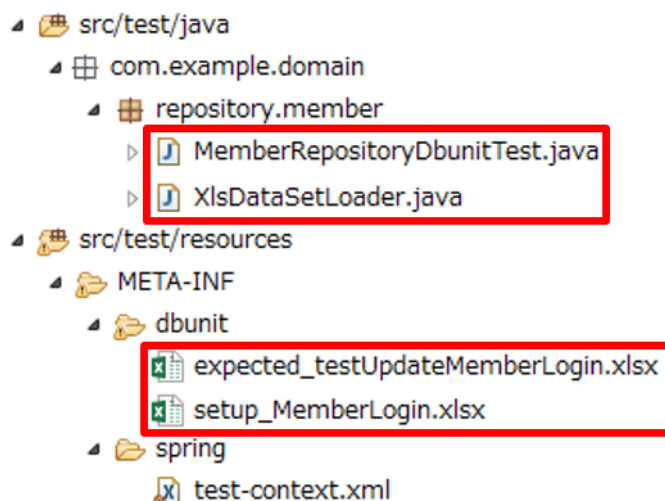 src/test/java
com.example.domain
repository.member
MemberRepositoryDbunitTest.java
XlsDataSetLoader.java
src/test/resources
META-INF
dbunit
expected_testUpdateMemberLogin.xlsx
setup_MemberLogin.xlsx
spring
test-context.xml